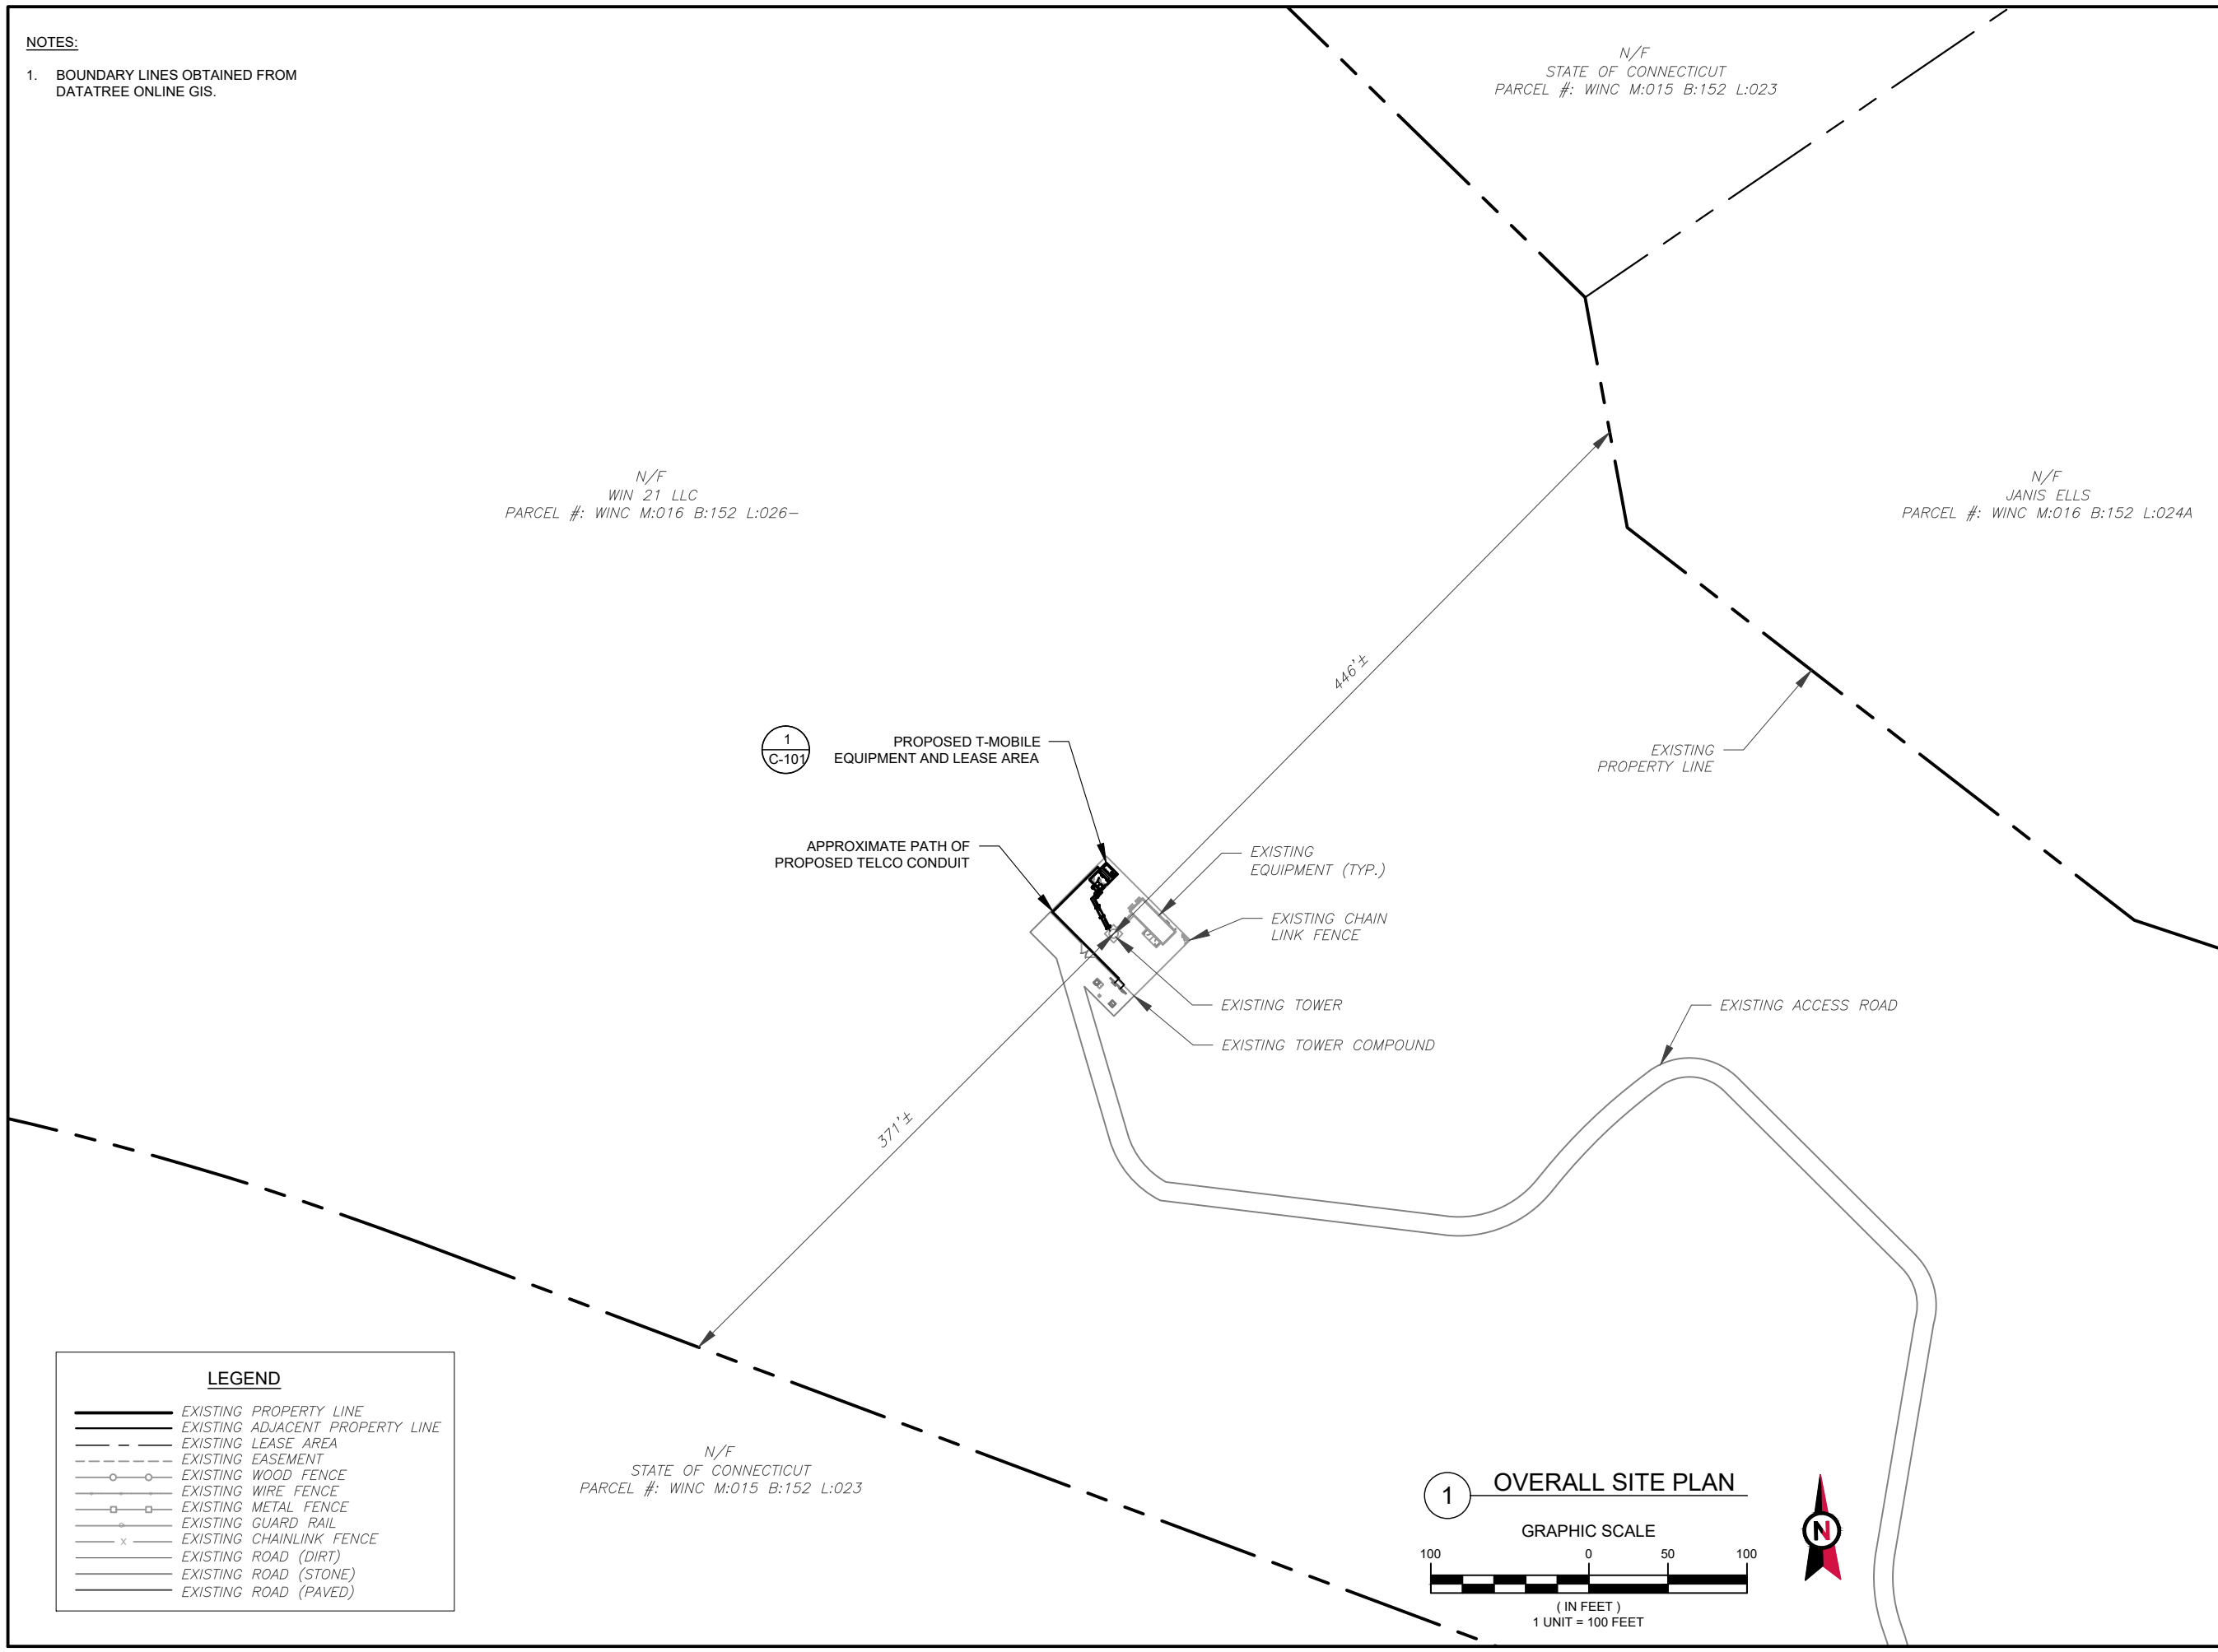 NOTES:
1. BOUNDARY LINES OBTAINED FROM
DATATREE ONLINE GIS.
N/F
STATE OF CONNECTICUT
PARCEL #: WINC M:015 B:152 L:023
N/F
WIN 21 LLC
PARCEL #: WINC M:016 B:152 L:026-
N/F
JANIS ELLS
PARCEL #: WINC M:016 B:152 L:024A
446'±
1
C-101
PROPOSED T-MOBILE
EQUIPMENT AND LEASE AREA
EXISTING
PROPERTY LINE
APPROXIMATE PATH OF
PROPOSED TELCO CONDUIT
EXISTING
EQUIPMENT (TYP.)
EXISTING CHAIN
LINK FENCE
EXISTING TOWER
EXISTING TOWER COMPOUND
EXISTING ACCESS ROAD
371'±
LEGEND
EXISTING PROPERTY LINE
EXISTING ADJACENT PROPERTY LINE
EXISTING LEASE AREA
EXISTING EASEMENT
EXISTING WOOD FENCE
EXISTING WIRE FENCE
EXISTING METAL FENCE
EXISTING GUARD RAIL
X EXISTING CHAINLINK FENCE
EXISTING ROAD (DIRT)
EXISTING ROAD (STONE)
EXISTING ROAD (PAVED)
N/F
STATE OF CONNECTICUT
PARCEL #: WINC M:015 B:152 L:023
1 OVERALL SITE PLAN
GRAPHIC SCALE
100 0 50 100
( IN FEET )
1 UNIT = 100 FEET
N